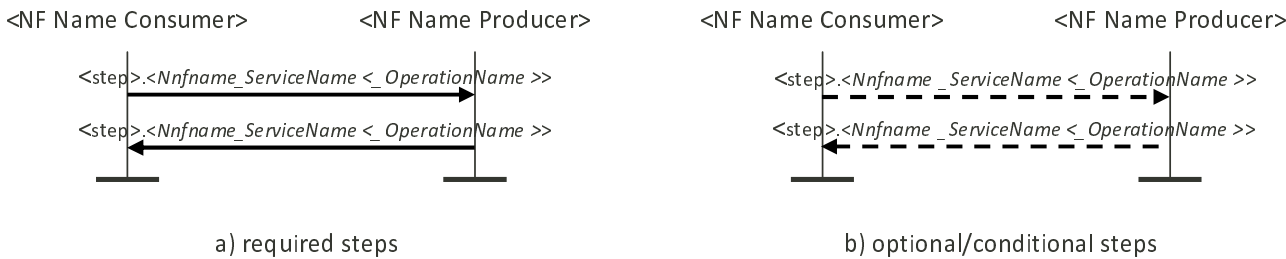 <NF Name Consumer> <NF Name Producer>
<step>.<Nnfname_ServiceName <_OperationName >>
<step>.<Nnfname_ServiceName <_OperationName >>
a) required steps
<NF Name Consumer> <NF Name Producer>
<step>.<Nnfname _ServiceName <_OperationName >>
<step>.<Nnfname _ServiceName <_OperationName >>
b) optional/conditional steps